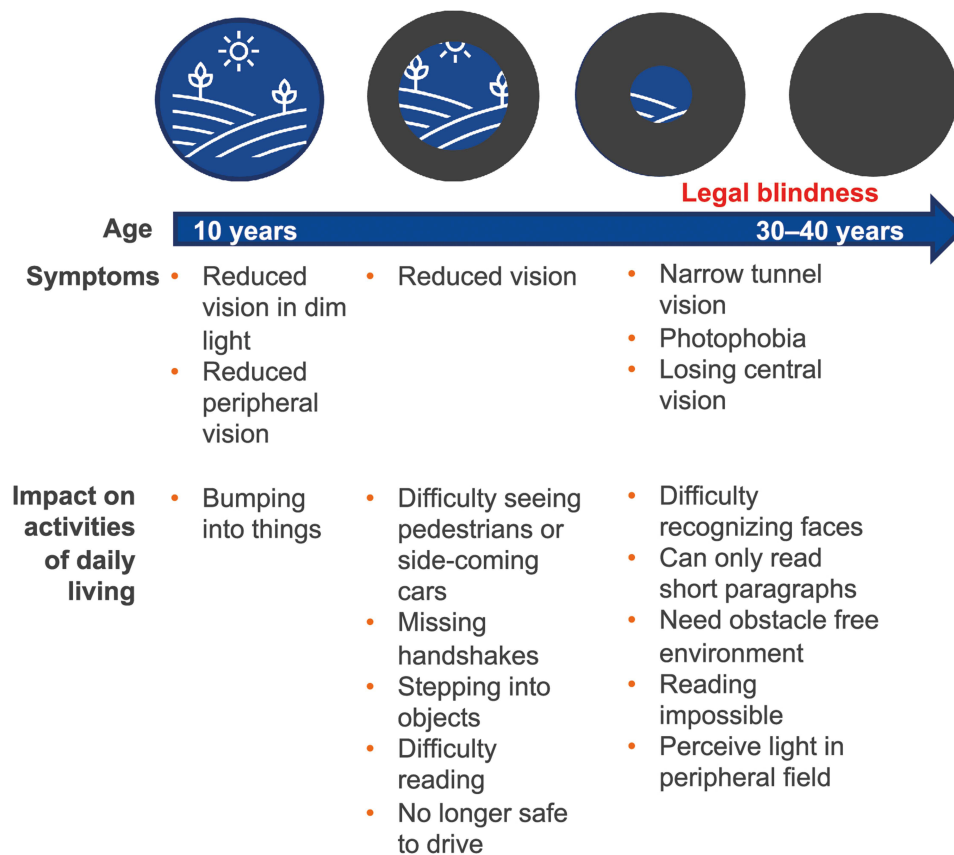 Legal blindness
Age
10 years
30–40 years
Symptoms
• Reduced
vision in dim
light
• Reduced
peripheral
vision
• Reduced vision
• Narrow tunnel
vision
• Photophobia
• Losing central
vision
Impact on
activities
of daily
living
• Bumping
into things
• Difficulty seeing
pedestrians or
side-coming
cars
• Missing
handshakes
• Stepping into
objects
• Difficulty
reading
• No longer safe
to drive
• Difficulty
recognizing faces
• Can only read
short paragraphs
• Need obstacle free
environment
• Reading
impossible
• Perceive light in
peripheral field